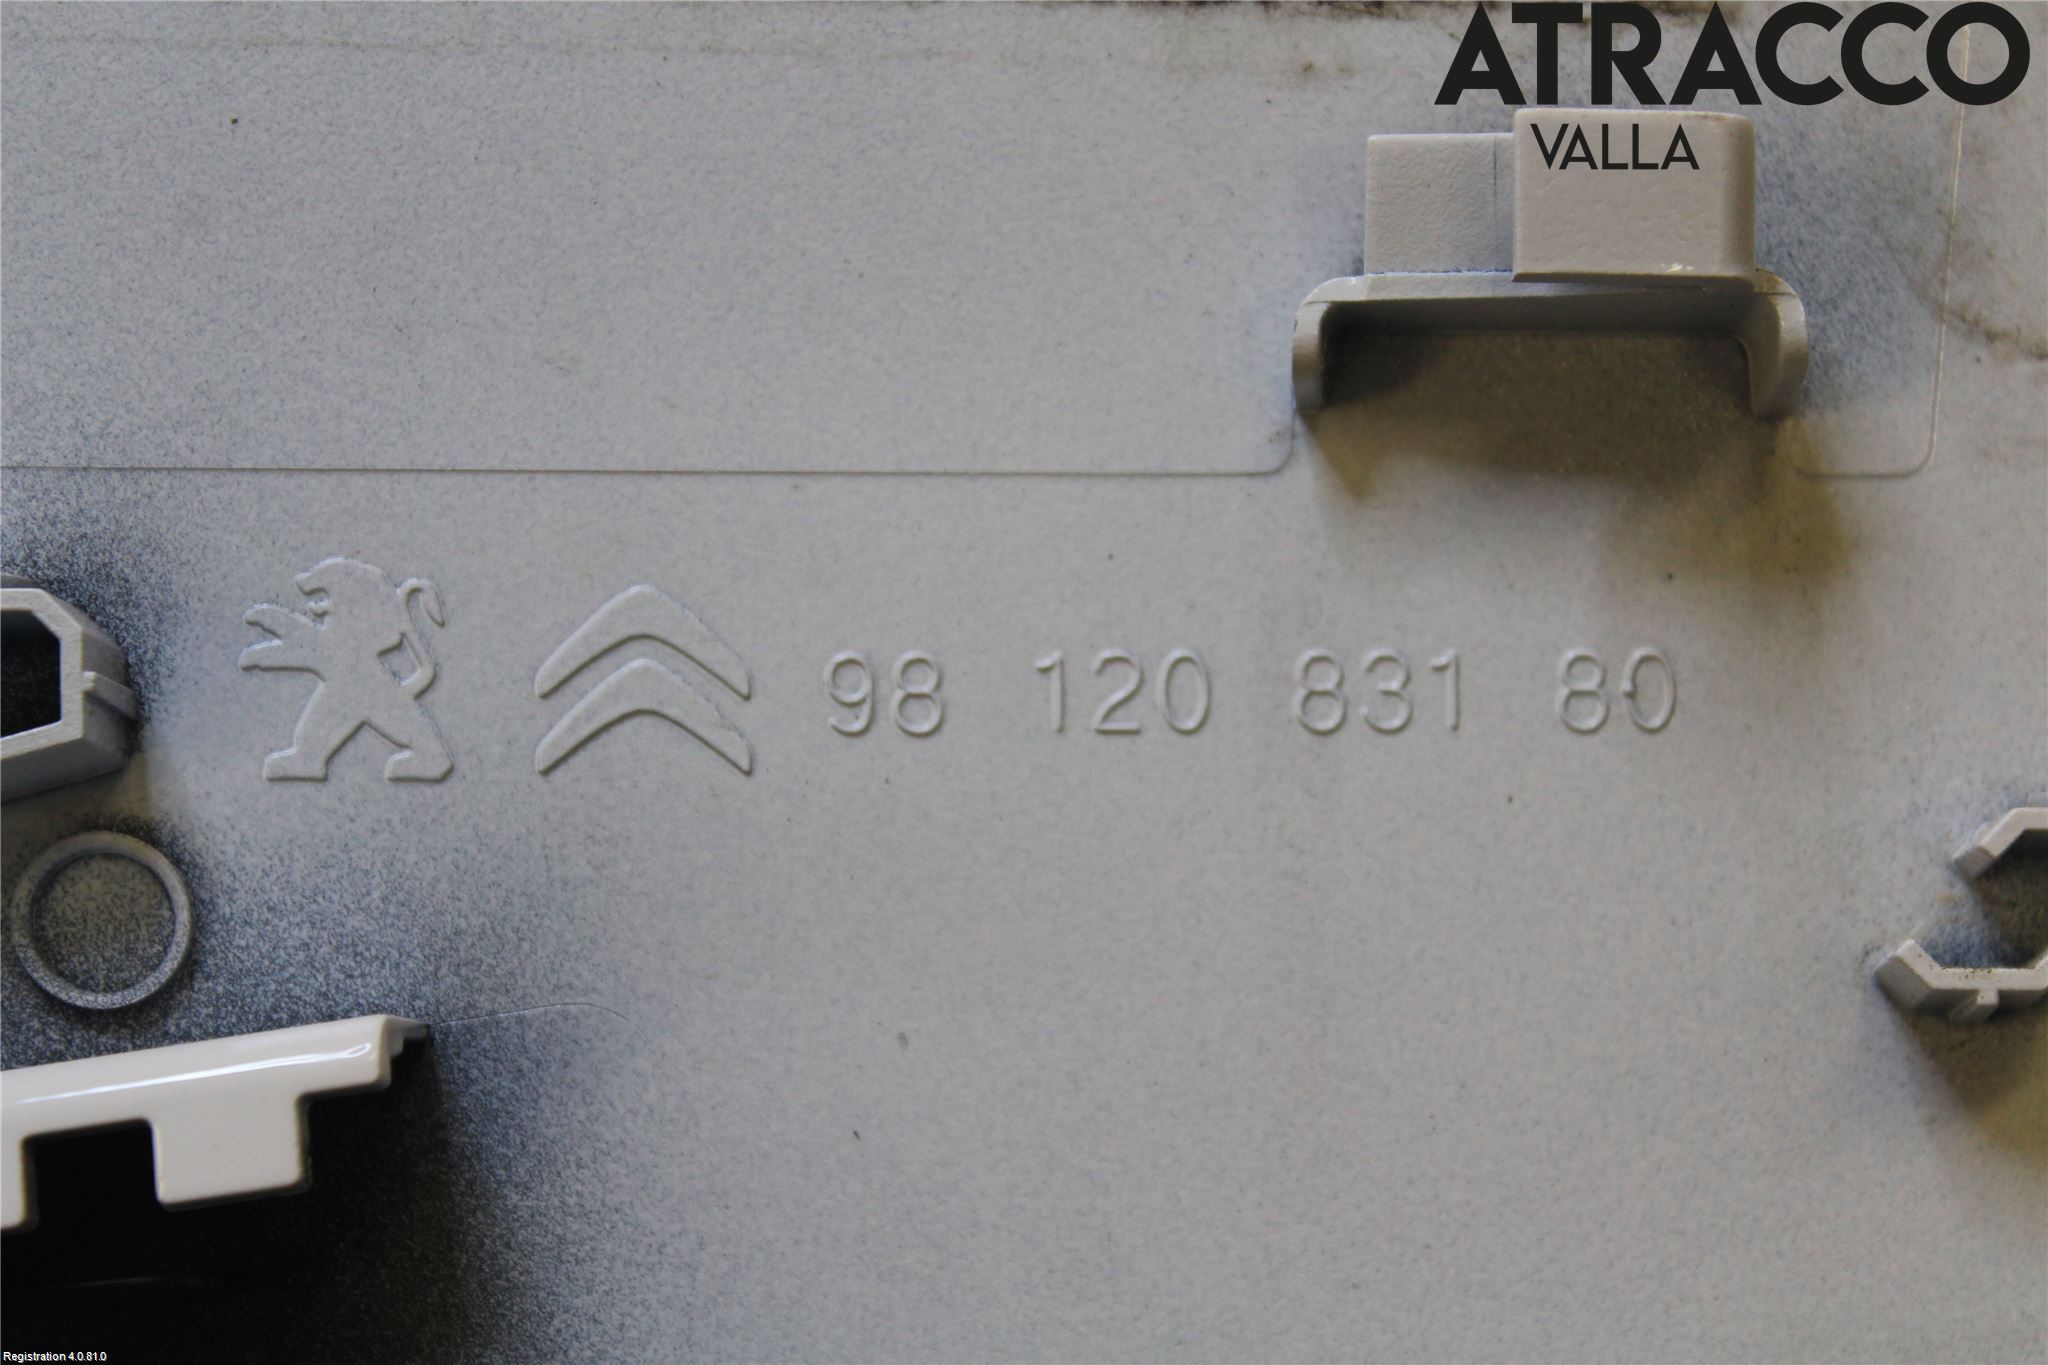 ATRACCO
VALLA
98 120 831 80
Registration 4.0.81.0